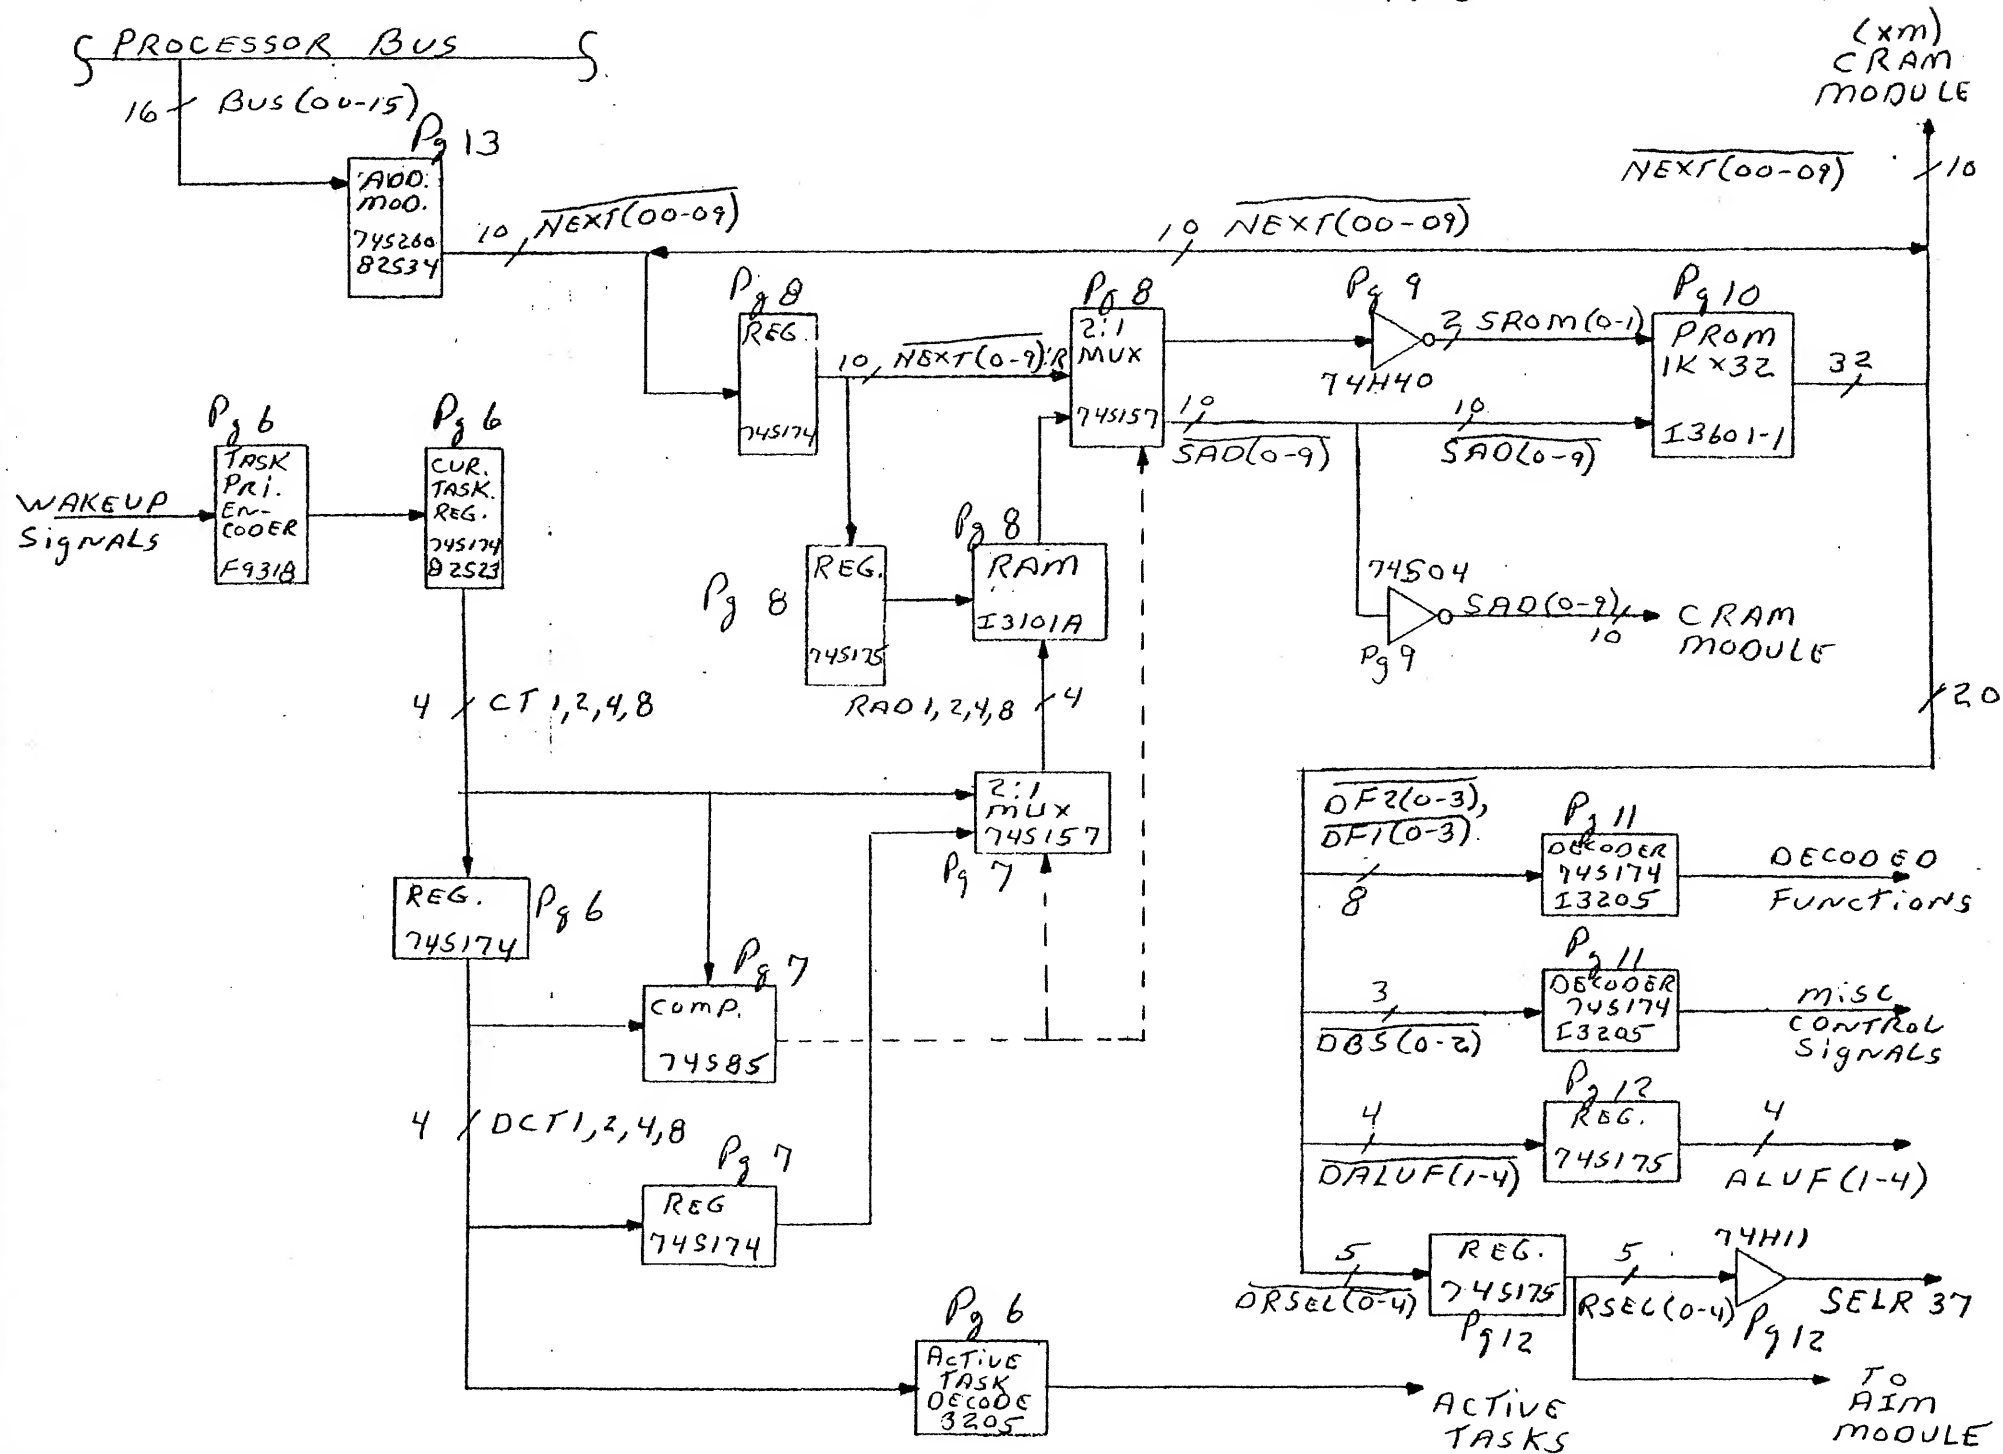 PROCESSOR BUS
16
BUS(00-15)
Pg 13
ADD.
MOD.
74S260
82S34
10
NEXT(00-09)
10
NEXT(00-09)
(XM)
CRAM
MODULE
NEXT(00-09)
10
Pg 8
REG.
74S174
10
NEXT(0-9)'R
Pg 8
2:1
MUX
74S157
Pg 9
74H40
2
SROM(0-1)
10
SAD(0-9)
10
SAD(0-9)
Pg 10
PROM
1K X32
I3601-1
32
WAKEUP
SIGNALS
Pg 6
TASK
PRI.
EN-
CODER
F9318
Pg 6
CUR.
TASK.
REG.
74S174
82S23
Pg 8
REG.
74S175
Pg 8
RAM
I3101A
74S04
SAD(0-9)
10
Pg 9
CRAM
MODULE
4
CT 1,2,4,8
RAD 1,2,4,8
4
20
2:1
MUX
74S157
Pg 7
REG.
74S174
Pg 6
Pg 7
COMP.
74S85
4
DCT 1,2,4,8
Pg 7
REG
74S174
Pg 6
ACTIVE
TASK
DECODE
3205
ACTIVE
TASKS
DF2(0-3),
DF1(0-3)
8
Pg 11
DECODER
74S174
I3205
DECODED
FUNCTIONS
3
DBS(0-2)
Pg 11
DECODER
74S174
I3205
MISC
CONTROL
SIGNALS
4
DALUF(1-4)
Pg 12
REG.
74S175
4
ALUF(1-4)
5
DRSEL(0-4)
REG.
74S175
Pg 12
5
RSEL(0-4)
74H11
Pg 12
SELR 37
TO
AIM
MODULE